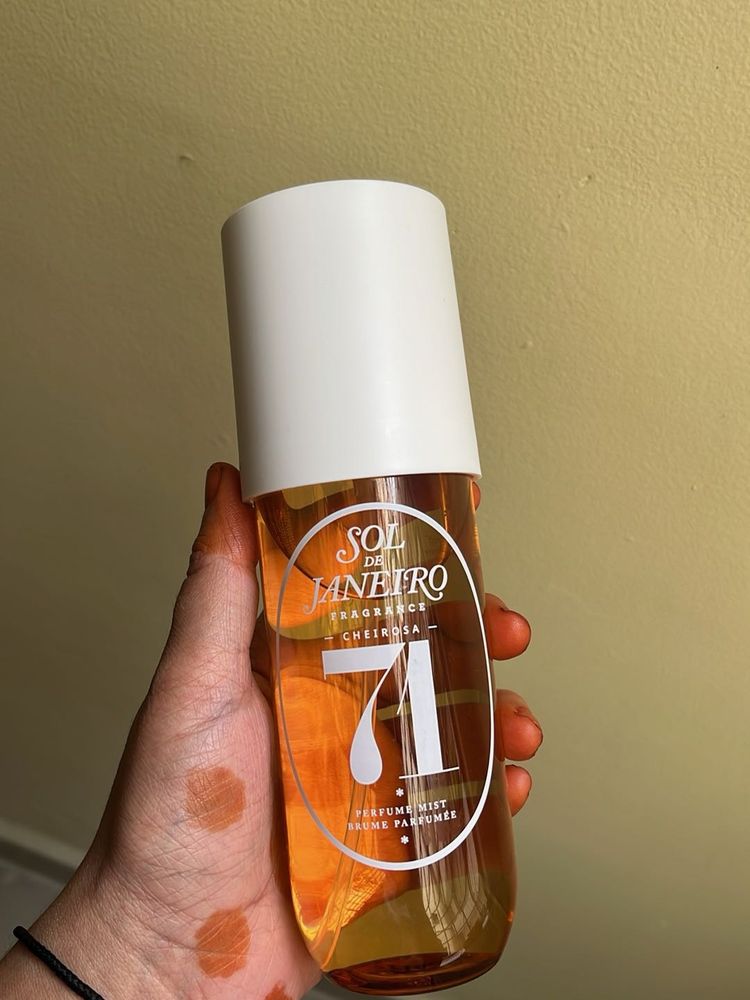 SOL
DE
JANEIRO
FRAGRANCE
– CHEIROSA –
71
*
PERFUME MIST
BRUME PARFUMÉE
*